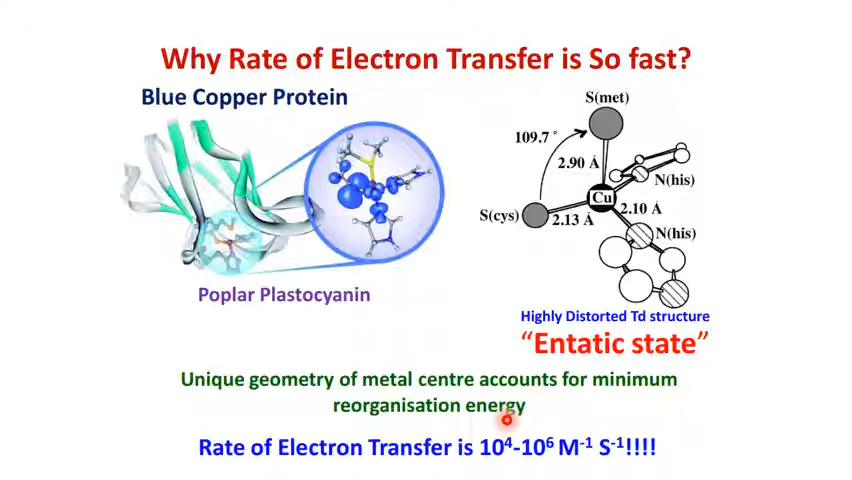 Why Rate of Electron Transfer is So fast?
Blue Copper Protein
S(met)
109.7°
2.90 Å
N(his)
Cu
S(cys)
2.13 Å
2.10 Å
N(his)
Poplar Plastocyanin
Highly Distorted Td structure
“Entatic state”
Unique geometry of metal centre accounts for minimum
reorganisation energy
Rate of Electron Transfer is 10⁴-10⁶ M⁻¹ S⁻¹!!!!